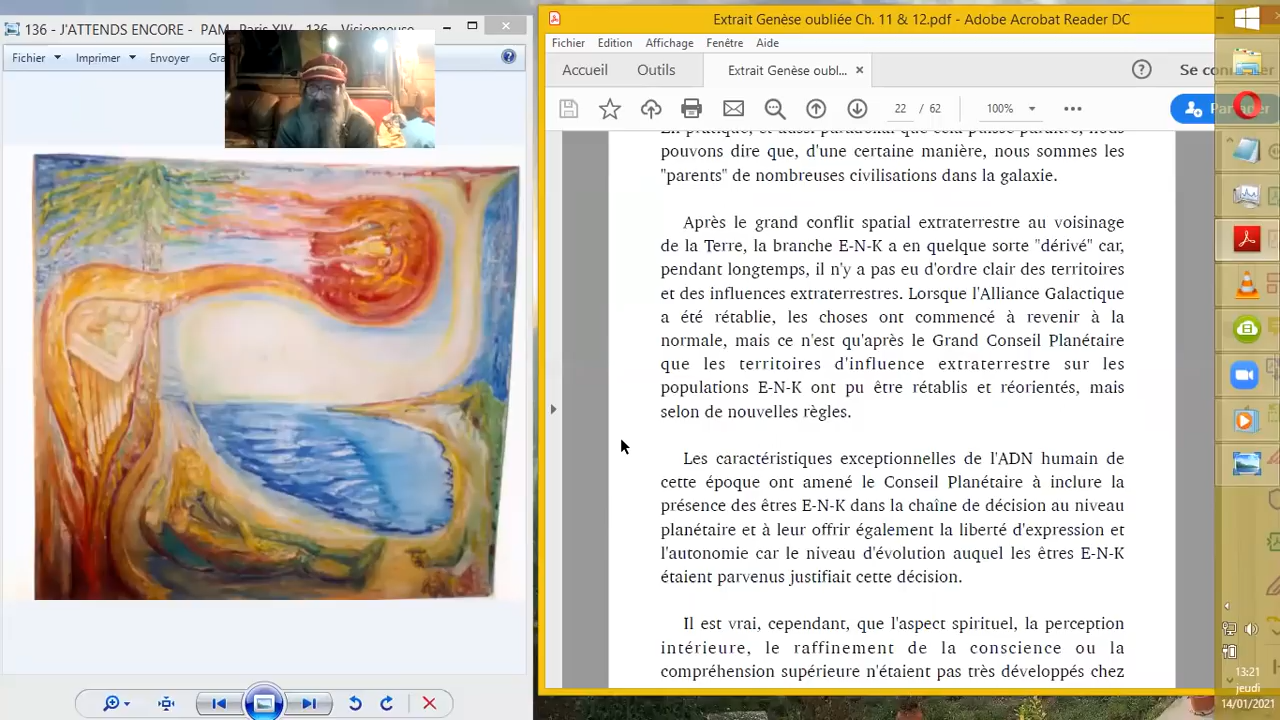 136 - J'ATTENDS ENCORE - PAM Paris XIV 136 - Visionneuse
Fichier Imprimer Envoyer
Extrait Genèse oubliée Ch. 11 & 12.pdf - Adobe Acrobat Reader DC
Fichier Edition Affichage Fenêtre Aide
Accueil Outils Extrait Genèse oubl... Se connecter
22 / 62 100% Partager
pouvons dire que, d'une certaine manière, nous sommes les
"parents" de nombreuses civilisations dans la galaxie.
Après le grand conflit spatial extraterrestre au voisinage
de la Terre, la branche E-N-K a en quelque sorte "dérivé" car,
pendant longtemps, il n'y a pas eu d'ordre clair des territoires
et des influences extraterrestres. Lorsque l'Alliance Galactique
a été rétablie, les choses ont commencé à revenir à la
normale, mais ce n'est qu'après le Grand Conseil Planétaire
que les territoires d'influence extraterrestre sur les
populations E-N-K ont pu être rétablis et réorientés, mais
selon de nouvelles règles.
Les caractéristiques exceptionnelles de l'ADN humain de
cette époque ont amené le Conseil Planétaire à inclure la
présence des êtres E-N-K dans la chaîne de décision au niveau
planétaire et à leur offrir également la liberté d'expression et
l'autonomie car le niveau d'évolution auquel les êtres E-N-K
étaient parvenus justifiait cette décision.
Il est vrai, cependant, que l'aspect spirituel, la perception
intérieure, le raffinement de la conscience ou la
compréhension supérieure n'étaient pas très développés chez
13:21
jeudi
14/01/2021